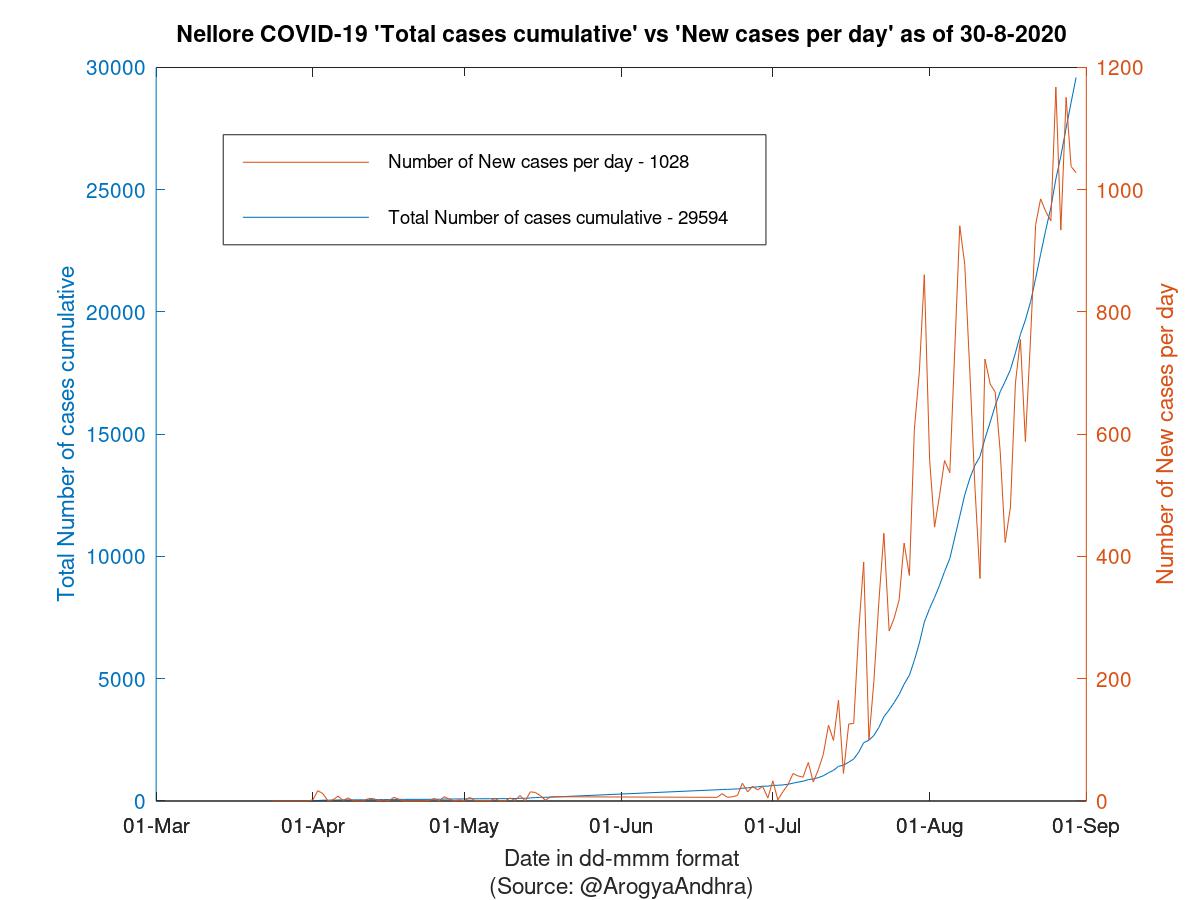 Nellore COVID-19 'Total cases cumulative' vs 'New cases per day' as of 30-8-2020
30000
25000
20000
15000
10000
5000
0
Total Number of cases cumulative
Number of New cases per day - 1028
Total Number of cases cumulative - 29594
1200
1000
800
600
400
200
0
Number of New cases per day
01-Mar 01-Apr 01-May 01-Jun 01-Jul 01-Aug 01-Sep
Date in dd-mmm format
(Source: @ArogyaAndhra)